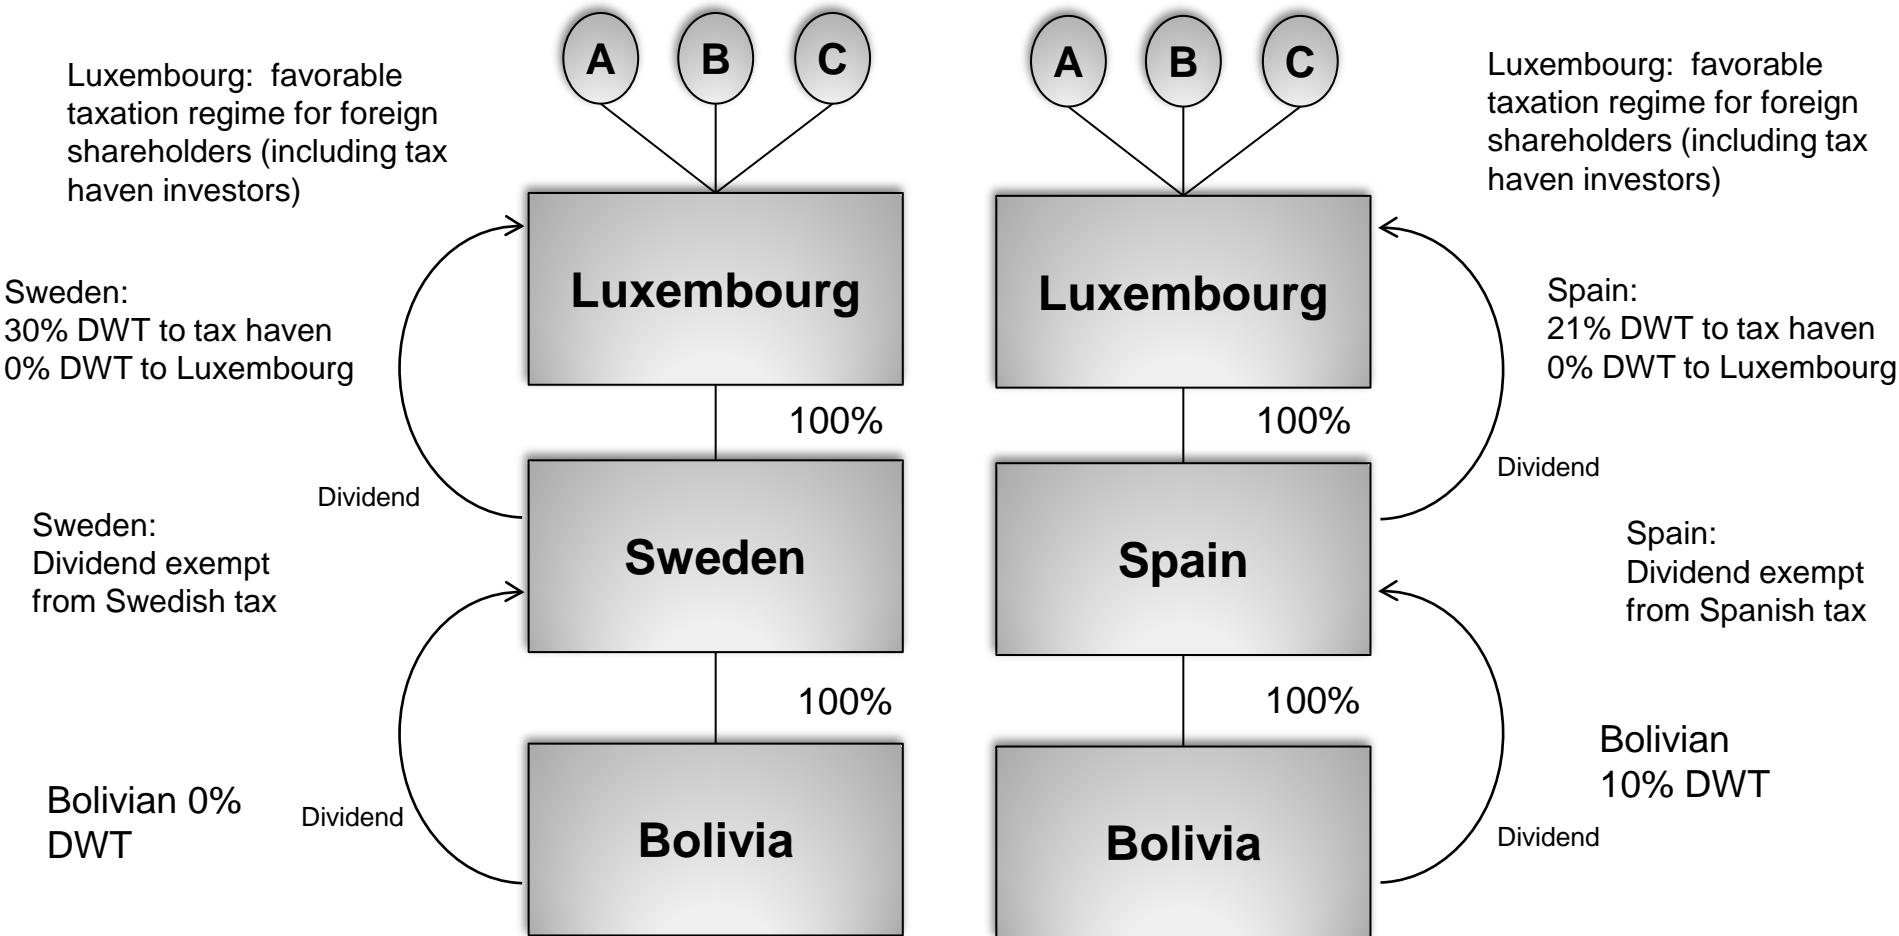 A
B
C
Luxembourg: favorable
taxation regime for foreign
shareholders (including tax
haven investors)
Luxembourg
Sweden:
30% DWT to tax haven
0% DWT to Luxembourg
100%
Dividend
Sweden
Sweden:
Dividend exempt
from Swedish tax
100%
Bolivian 0%
DWT
Dividend
Bolivia
A
B
C
Luxembourg: favorable
taxation regime for foreign
shareholders (including tax
haven investors)
Luxembourg
Spain:
21% DWT to tax haven
0% DWT to Luxembourg
100%
Dividend
Spain
Spain:
Dividend exempt
from Spanish tax
100%
Bolivian
10% DWT
Dividend
Bolivia